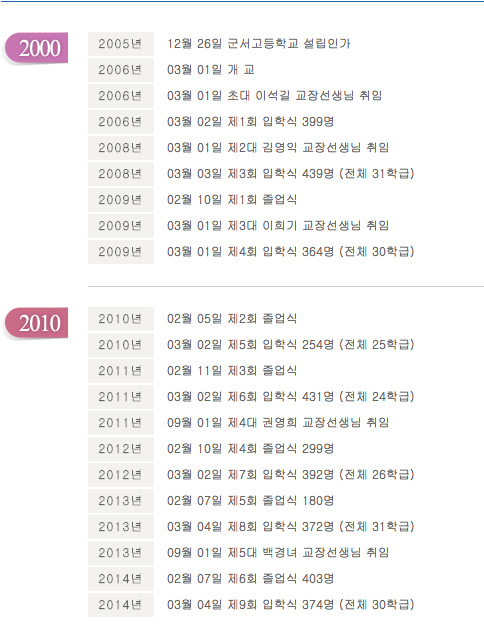 2000
2005년 12월 26일 군서고등학교 설립인가
2006년 03월 01일 개 교
2006년 03월 01일 초대 이석길 교장선생님 취임
2006년 03월 02일 제1회 입학식 399명
2008년 03월 01일 제2대 김영익 교장선생님 취임
2008년 03월 03일 제3회 입학식 439명 (전체 31학급)
2009년 02월 10일 제1회 졸업식
2009년 03월 01일 제3대 이희기 교장선생님 취임
2009년 03월 01일 제4회 입학식 364명 (전체 30학급)
2010
2010년 02월 05일 제2회 졸업식
2010년 03월 02일 제5회 입학식 254명 (전체 25학급)
2011년 02월 11일 제3회 졸업식
2011년 03월 02일 제6회 입학식 431명 (전체 24학급)
2011년 09월 01일 제4대 권영희 교장선생님 취임
2012년 02월 10일 제4회 졸업식 299명
2012년 03월 02일 제7회 입학식 392명 (전체 26학급)
2013년 02월 07일 제5회 졸업식 180명
2013년 03월 04일 제8회 입학식 372명 (전체 31학급)
2013년 09월 01일 제5대 백경녀 교장선생님 취임
2014년 02월 07일 제6회 졸업식 403명
2014년 03월 04일 제9회 입학식 374명 (전체 30학급)